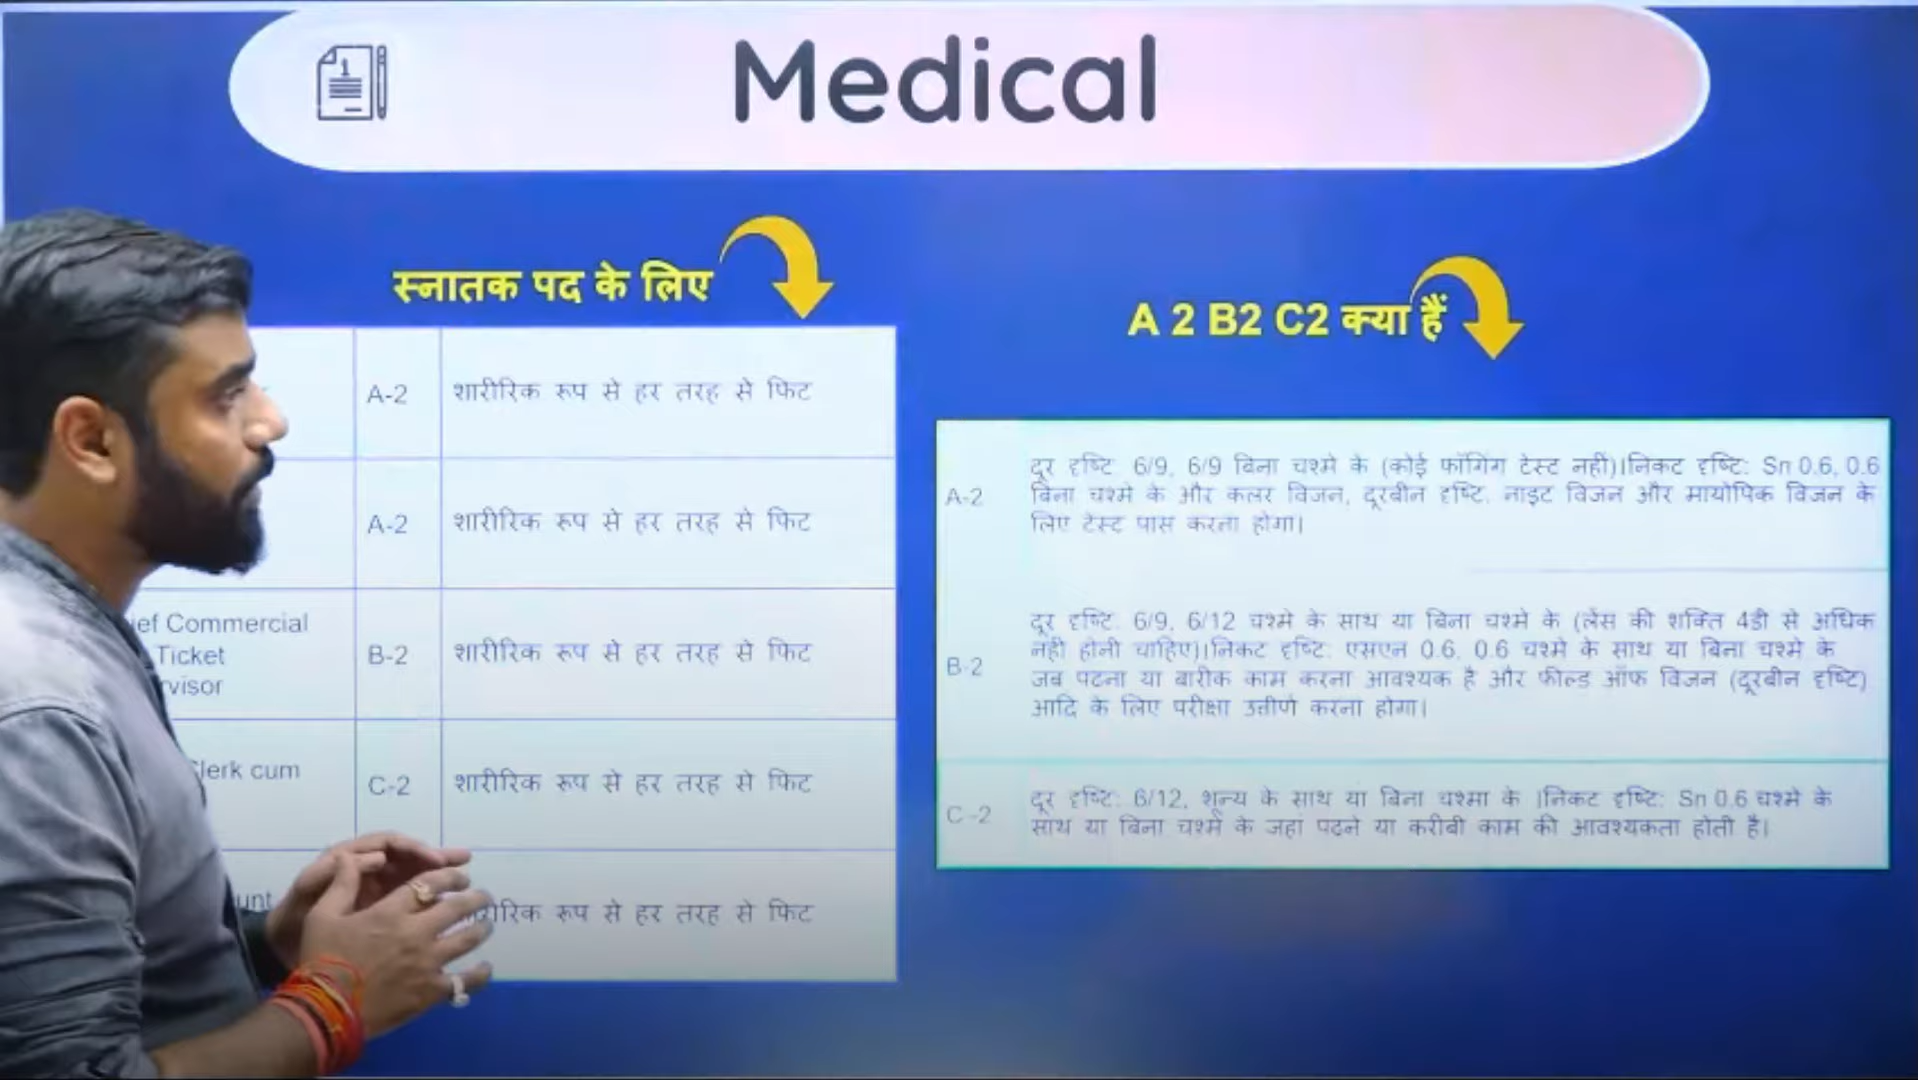 Medical
स्नातक पद के लिए
A 2 B2 C2 क्या हैं
A-2
शारीरिक रूप से हर तरह से फिट
A-2
शारीरिक रूप से हर तरह से फिट
Commercial
Ticket
B-2
शारीरिक रूप से हर तरह से फिट
cum
C-2
शारीरिक रूप से हर तरह से फिट
रूप से हर तरह से फिट
A-2
दूर दृष्टि: 6/9, 6/9 बिना चश्मे के (कोई फॉगिंग टेस्ट नहीं)।निकट दृष्टि: Sn 0.6, 0.6
बिना चश्मे के और कलर विजन, दूरबीन दृष्टि, नाइट विजन और मायोपिक विजन के
लिए टेस्ट पास करना होगा।
B-2
दूर दृष्टि: 6/9, 6/12 चश्मे के साथ या बिना चश्मे के (लेंस की शक्ति 4डी से अधिक
नहीं होनी चाहिए)।निकट दृष्टि: एसएन 0.6, 0.6 चश्मे के साथ या बिना चश्मे के
जब पढना या बारीक काम करना आवश्यक है और फील्ड ऑफ विजन (दूरबीन दृष्टि)
आदि के लिए परीक्षा उत्तीर्ण करना होगा।
C-2
दूर दृष्टि: 6/12, शून्य के साथ या बिना चश्मा के ।निकट दृष्टि: Sn 0.6 चश्मे के
साथ या बिना चश्मे के जहां पढ़ने या करीबी काम की आवश्यकता होती है।